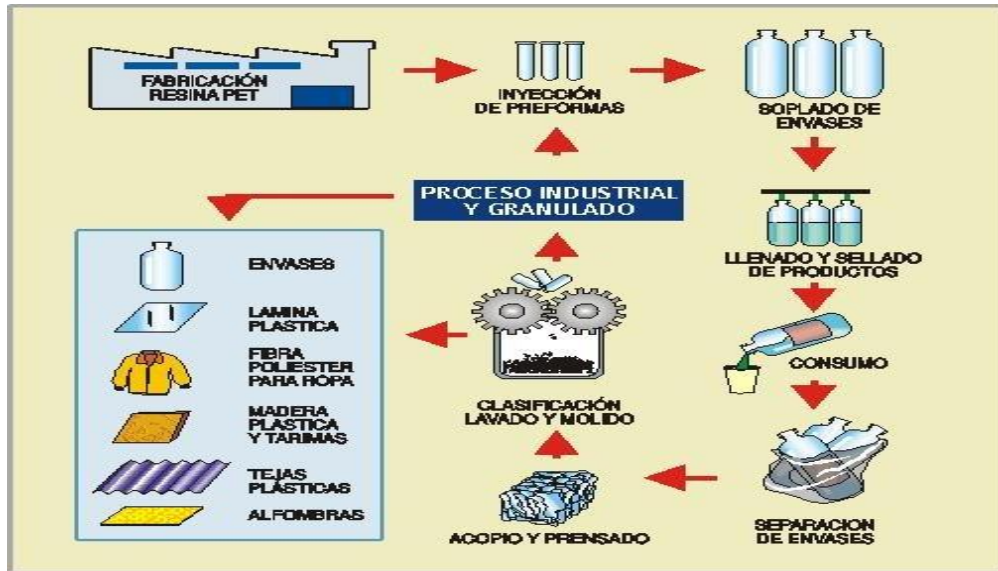 FABRICACIÓN
RESINA PET
INYECCIÓN
DE PREFORMAS
SOPLADO DE
ENVASES
PROCESO INDUSTRIAL
Y GRANULADO
LLENADO Y SELLADO
DE PRODUCTOS
ENVASES
LAMINA
PLASTICA
FIBRA
POLIESTER
PARA ROPA
MADERA
PLASTICA
Y TARIMAS
TEJAS
PLÁSTICAS
ALFOMBRAS
CLASIFICACIÓN
LAVADO Y MOLIDO
CONSUMO
ACOPIO Y PRENSADO
SEPARACION
DE ENVASES